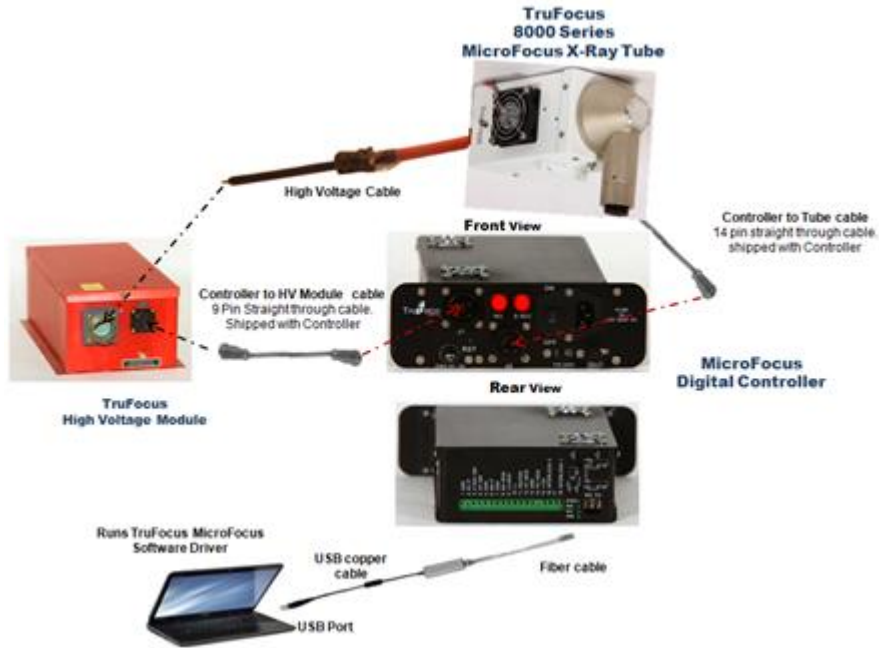 TruFocus
8000 Series
MicroFocus X-Ray Tube
High Voltage Cable
Front View
Controller to Tube cable
14 pin straight through cable.
shipped with Controller
Controller to HV Module cable
9 Pin Straight through cable.
Shipped with Controller
MicroFocus
Digital Controller
TruFocus
High Voltage Module
Rear View
Runs TruFocus MicroFocus
Software Driver
USB copper
cable
Fiber cable
USB Port